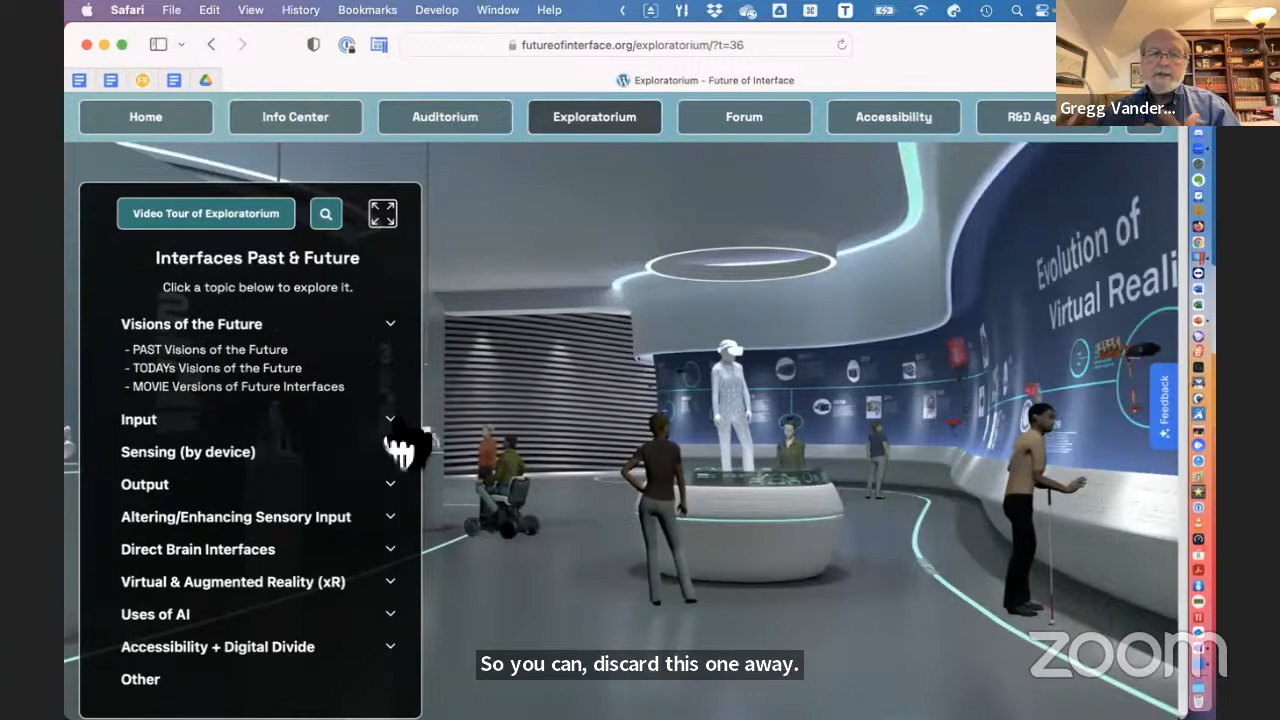 Safari File Edit View History Bookmarks Develop Window Help
futureofinterface.org/exploratorium/?t=36
Exploratorium - Future of Interface
Gregg Vander...
Home Info Center Auditorium Exploratorium Forum Accessibility R&D Age
Video Tour of Exploratorium
Interfaces Past & Future
Click a topic below to explore it.
Visions of the Future
- PAST Visions of the Future
- TODAYs Visions of the Future
- MOVIE Versions of Future Interfaces
Input
Sensing (by device)
Output
Altering/Enhancing Sensory Input
Direct Brain Interfaces
Virtual & Augmented Reality (xR)
Uses of AI
Accessibility + Digital Divide
Other
Evolution of
Virtual Reali
Feedback
So you can, discard this one away.
zoom